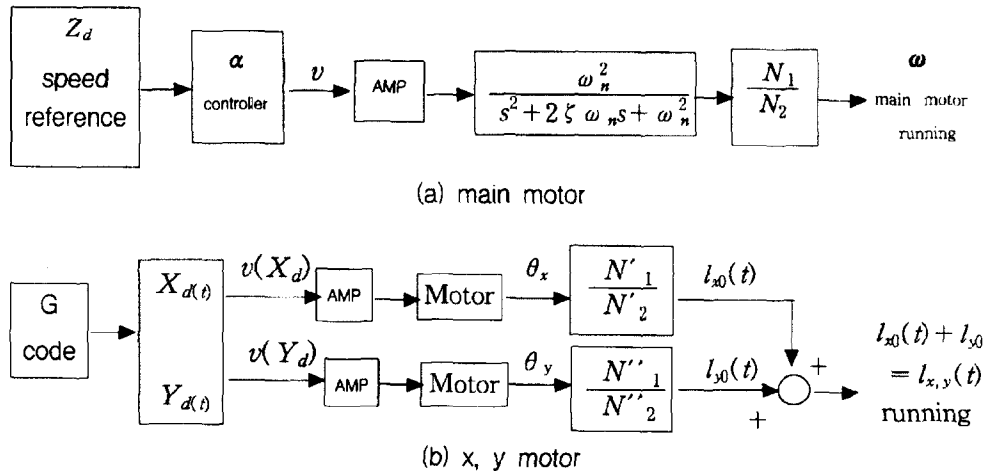 Z_d
speed
reference
α
controller
υ
AMP
ω_n^2
s^2 + 2 ζ ω_n s + ω_n^2
N_1
N_2
ω
main motor
running
(a) main motor
G
code
X_d(t)
Y_d(t)
υ(X_d)
AMP
Motor
θ_x
N'_1
N'_2
l_x0(t)
υ(Y_d)
AMP
Motor
θ_y
N''_1
N''_2
l_y0(t)
+
+
l_x0(t) + l_y0
= l_x,y(t)
running
(b) x, y motor